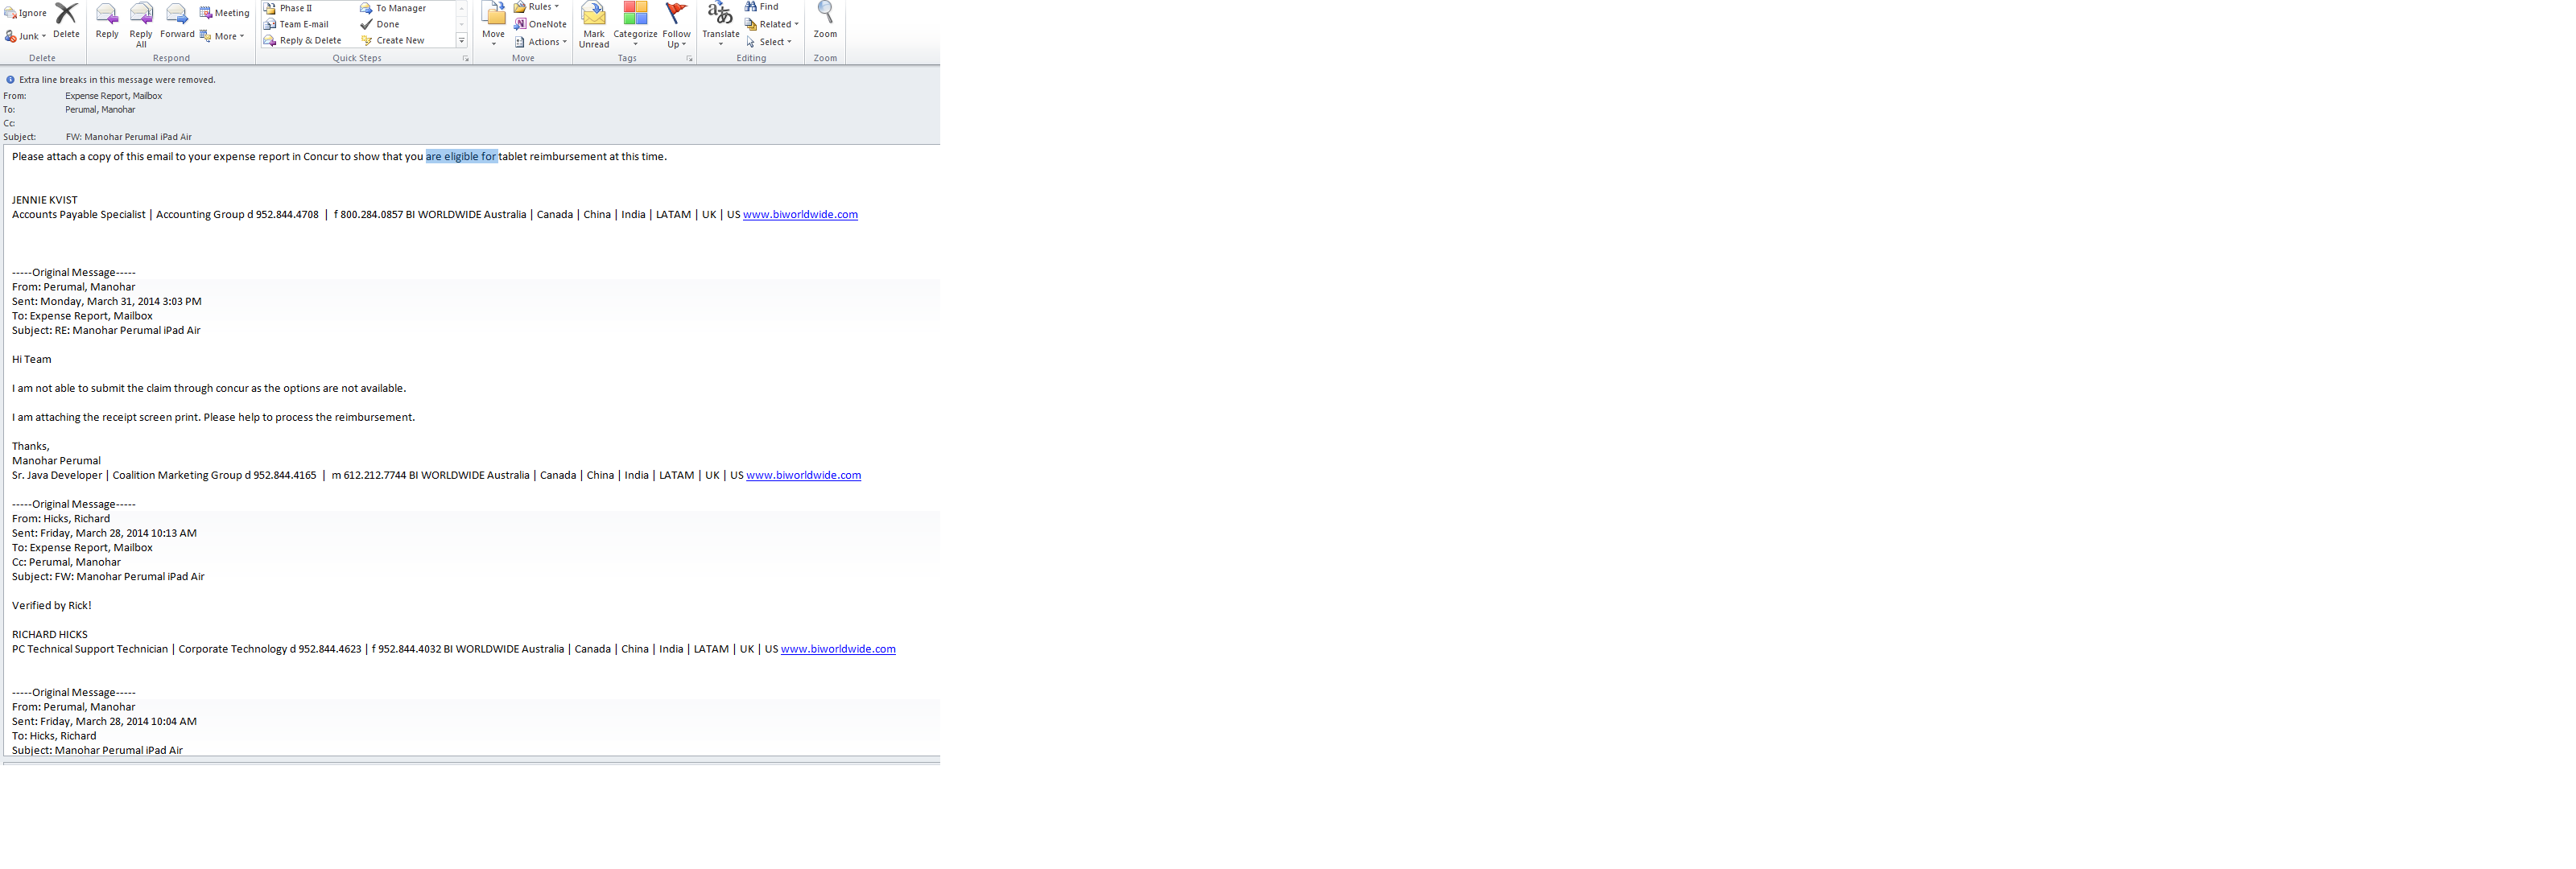 Ignore
Junk
Delete
Reply
Reply All
Forward
Meeting
More
Phase II
Team E-mail
Reply & Delete
To Manager
Done
Create New
Move
Rules
OneNote
Actions
Mark Unread
Categorize
Follow Up
Translate
Find
Related
Select
Zoom
Delete
Respond
Quick Steps
Move
Tags
Editing
Zoom
Extra line breaks in this message were removed.
From: Expense Report, Mailbox
To: Perumal, Manohar
Cc:
Subject: FW: Manohar Perumal iPad Air
Please attach a copy of this email to your expense report in Concur to show that you are eligible for tablet reimbursement at this time.
JENNIE KVIST
Accounts Payable Specialist | Accounting Group d 952.844.4708 | f 800.284.0857 BI WORLDWIDE Australia | Canada | China | India | LATAM | UK | US www.biworldwide.com
-----Original Message-----
From: Perumal, Manohar
Sent: Monday, March 31, 2014 3:03 PM
To: Expense Report, Mailbox
Subject: RE: Manohar Perumal iPad Air
Hi Team
I am not able to submit the claim through concur as the options are not available.
I am attaching the receipt screen print. Please help to process the reimbursement.
Thanks,
Manohar Perumal
Sr. Java Developer | Coalition Marketing Group d 952.844.4165 | m 612.212.7744 BI WORLDWIDE Australia | Canada | China | India | LATAM | UK | US www.biworldwide.com
-----Original Message-----
From: Hicks, Richard
Sent: Friday, March 28, 2014 10:13 AM
To: Expense Report, Mailbox
Cc: Perumal, Manohar
Subject: FW: Manohar Perumal iPad Air
Verified by Rick!
RICHARD HICKS
PC Technical Support Technician | Corporate Technology d 952.844.4623 | f 952.844.4032 BI WORLDWIDE Australia | Canada | China | India | LATAM | UK | US www.biworldwide.com
-----Original Message-----
From: Perumal, Manohar
Sent: Friday, March 28, 2014 10:04 AM
To: Hicks, Richard
Subject: Manohar Perumal iPad Air